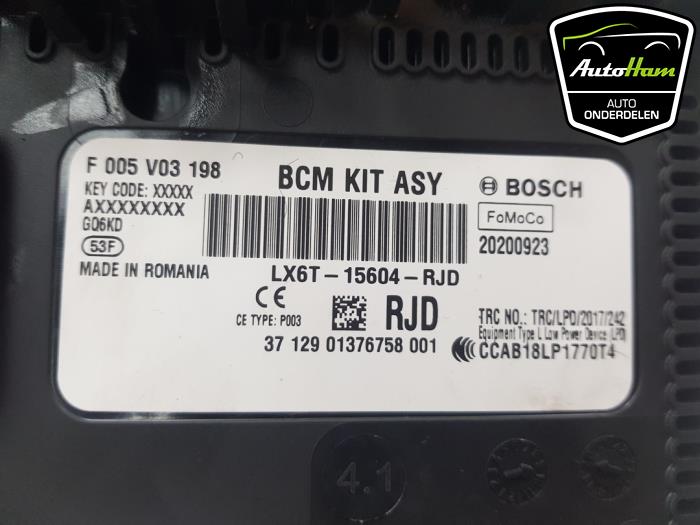 AutoHam
AUTO
ONDERDELEN
F 005 V03 198
KEY CODE: XXXXX
AXXXXXXXX
G06KD
53F
MADE IN ROMANIA
BCM KIT ASY
BOSCH
FoMoCo
20200923
LX6T-15604-RJD
CE
CE TYPE: P003
RJD
37 129 01376758 001
TRC NO.: TRC/LPD/2017/242
Equipment Type L Low Power Device (LPD)
CCAB18LP1770T4
4.1